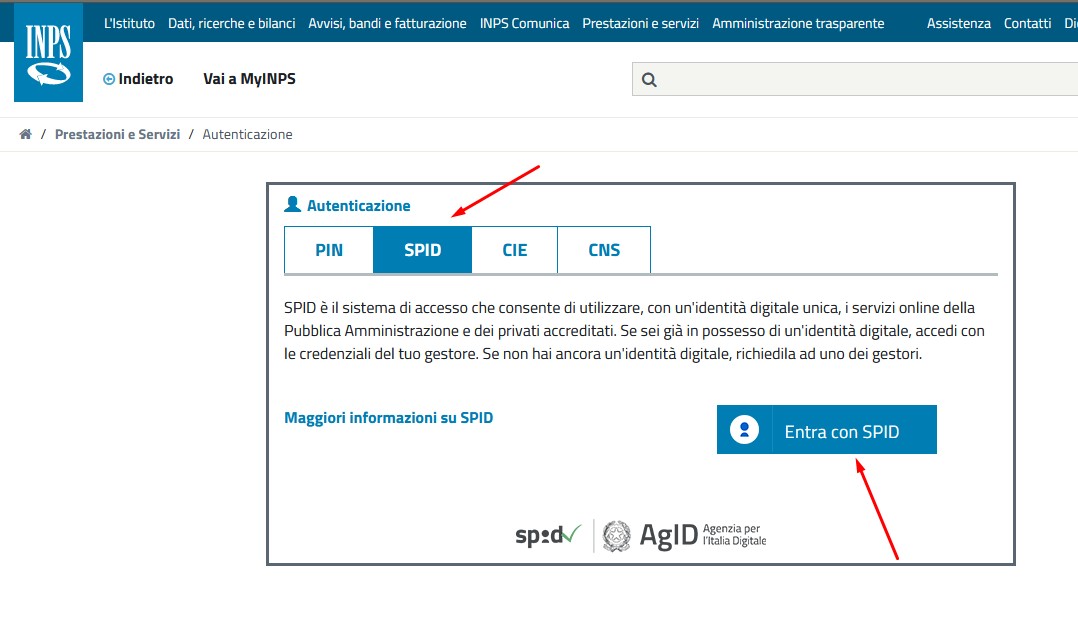 L'Istituto Dati, ricerche e bilanci Avvisi, bandi e fatturazione INPS Comunica Prestazioni e servizi Amministrazione trasparente Assistenza Contatti
INPS
Indietro Vai a MyINPS
/ Prestazioni e Servizi / Autenticazione
Autenticazione
PIN SPID CIE CNS
SPID è il sistema di accesso che consente di utilizzare, con un'identità digitale unica, i servizi online della
Pubblica Amministrazione e dei privati accreditati. Se sei già in possesso di un'identità digitale, accedi con
le credenziali del tuo gestore. Se non hai ancora un'identità digitale, richiedila ad uno dei gestori.
Maggiori informazioni su SPID
Entra con SPID
spid
AgID Agenzia per
l'Italia Digitale